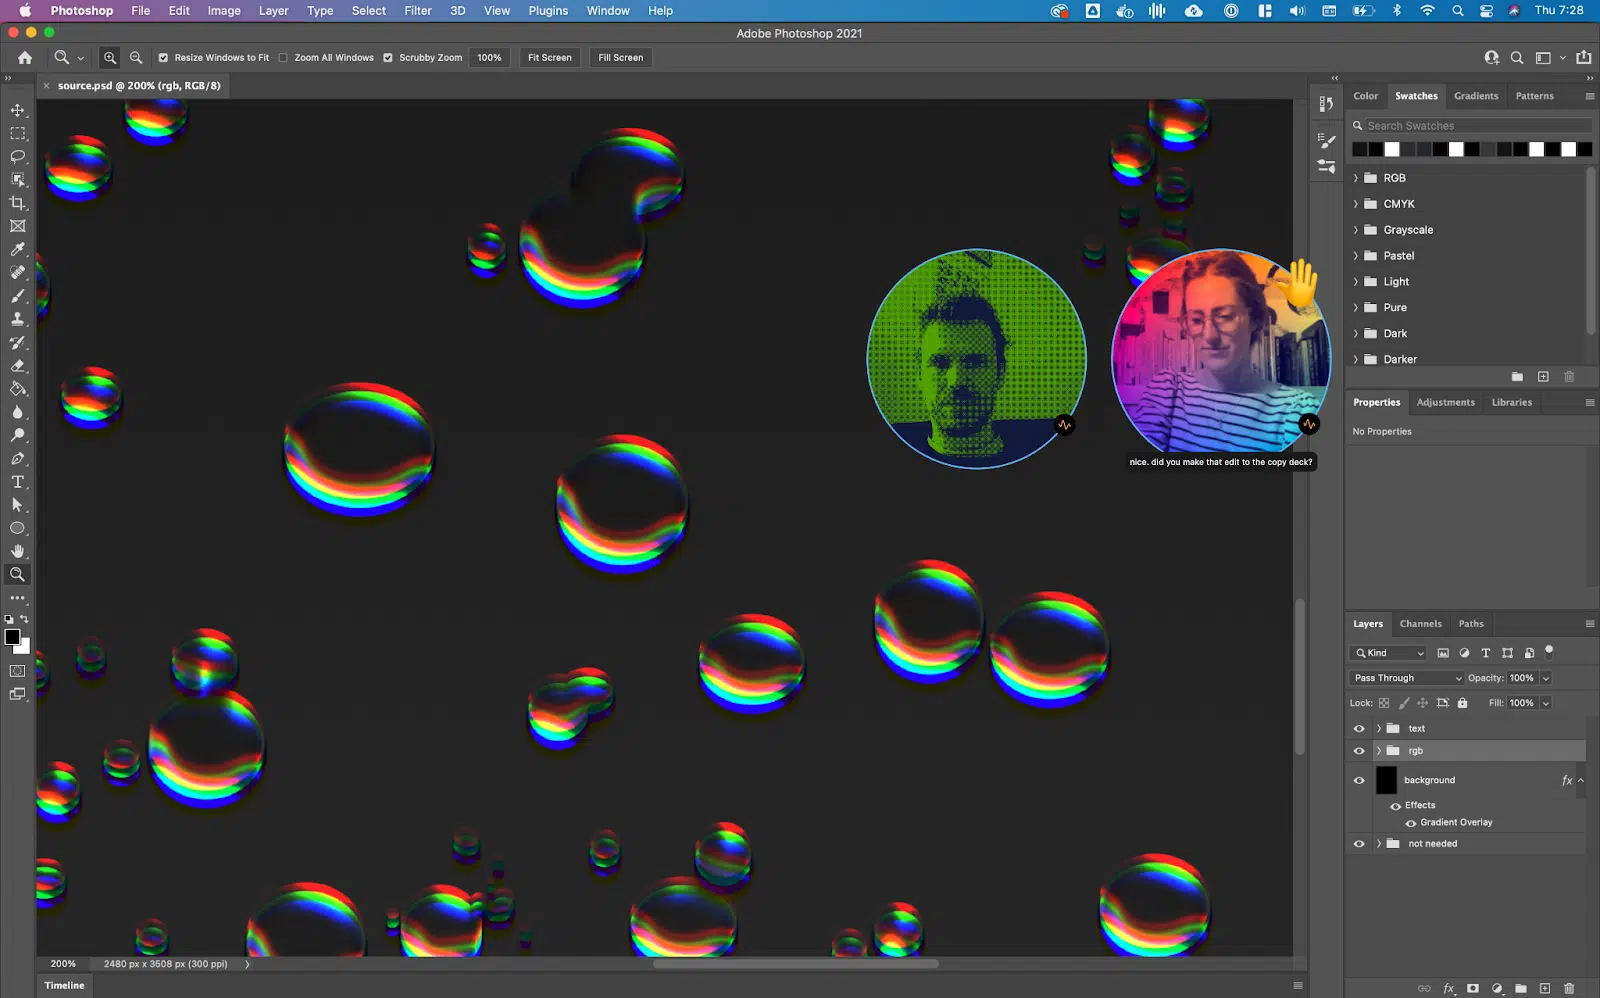 Photoshop File Edit Image Layer Type Select Filter 3D View Plugins Window Help Thu 7:28
Adobe Photoshop 2021
Resize Windows to Fit Zoom All Windows Scrubby Zoom 100% Fit Screen Fill Screen
source.psd @ 200% (rgb, RGB/8)
Color Swatches Gradients Patterns
Search Swatches
RGB
CMYK
Grayscale
Pastel
Light
Pure
Dark
Darker
Properties Adjustments Libraries
No Properties
nice. did you make that edit to the copy deck?
Layers Channels Paths
Kind
Pass Through Opacity: 100%
Lock: Fill: 100%
text
rgb
background fx
Effects
Gradient Overlay
not needed
200% 2480 px x 3508 px (300 ppi)
Timeline
fx